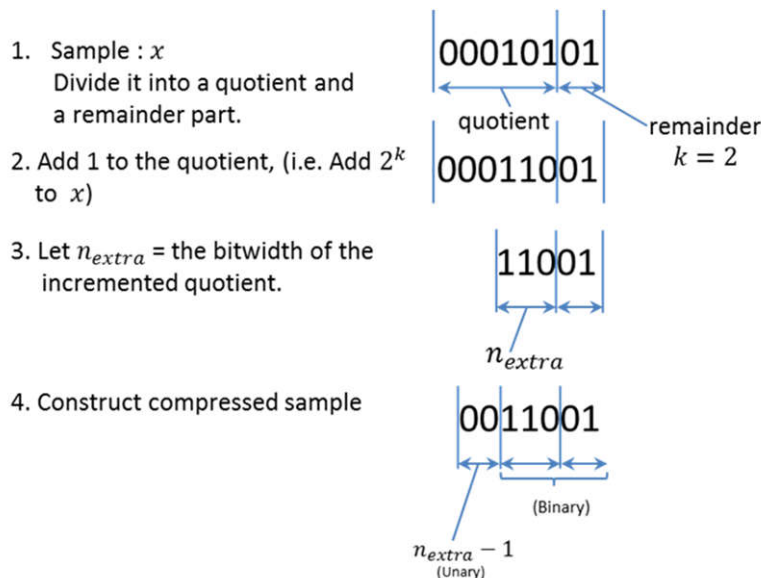 1. Sample : x
Divide it into a quotient and
a remainder part.
00010101
quotient
remainder
k = 2
2. Add 1 to the quotient, (i.e. Add 2^k
to x)
00011001
3. Let n_extra = the bitwidth of the
incremented quotient.
11001
n_extra
4. Construct compressed sample
0011001
(Binary)
n_extra − 1
(Unary)